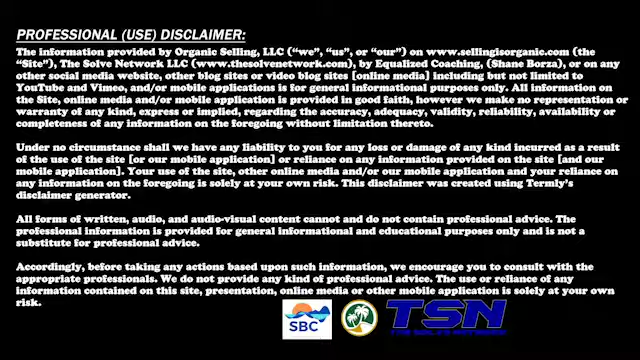 PROFESSIONAL (USE) DISCLAIMER:
The information provided by Organic Selling, LLC (“we”, “us”, or “our”) on www.sellingisorganic.com (the
“Site”), The Solve Network LLC (www.thesolvenetwork.com), by Equalized Coaching, (Shane Borza), or on any
other social media website, other blog sites or video blog sites [online media] including but not limited to
YouTube and Vimeo, and/or mobile applications is for general informational purposes only. All information on
the Site, online media and/or mobile application is provided in good faith, however we make no representation or
warranty of any kind, express or implied, regarding the accuracy, adequacy, validity, reliability, availability or
completeness of any information on the foregoing without limitation thereto.
Under no circumstance shall we have any liability to you for any loss or damage of any kind incurred as a result
of the use of the site [or our mobile application] or reliance on any information provided on the site [and our
mobile application]. Your use of the site, other online media and/or our mobile application and your reliance on
any information on the foregoing is solely at your own risk. This disclaimer was created using Termly’s
disclaimer generator.
All forms of written, audio, and audio-visual content cannot and do not contain professional advice. The
professional information is provided for general informational and educational purposes only and is not a
substitute for professional advice.
Accordingly, before taking any actions based upon such information, we encourage you to consult with the
appropriate professionals. We do not provide any kind of professional advice. The use or reliance of any
information contained on this site, presentation, online media or other mobile application is solely at your own
risk.
SBC
TSN
THE SOLVE NETWORK